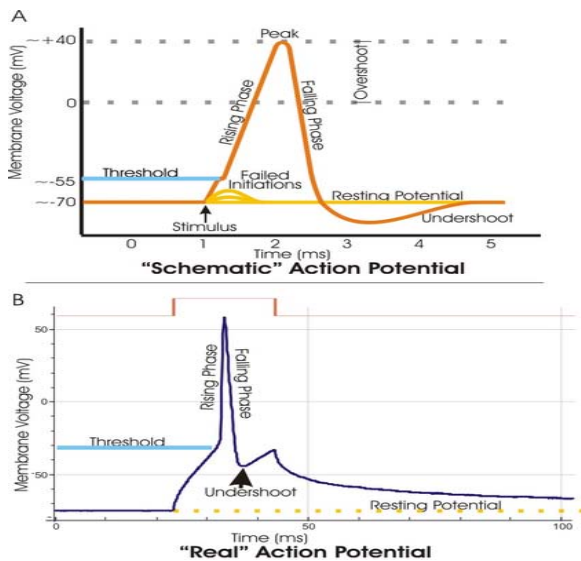 A
Peak
~+40
Overshoot
Rising Phase
Falling Phase
0
Membrane Voltage (mV)
Threshold
Failed
Initiations
~-55
Resting Potential
~-70
Undershoot
Stimulus
0 1 2 3 4 5
Time (ms)
“Schematic” Action Potential
B
50
Rising Phase
Falling Phase
0
Membrane Voltage (mV)
Threshold
-50
Undershoot
Resting Potential
0 50 100
Time (ms)
“Real” Action Potential